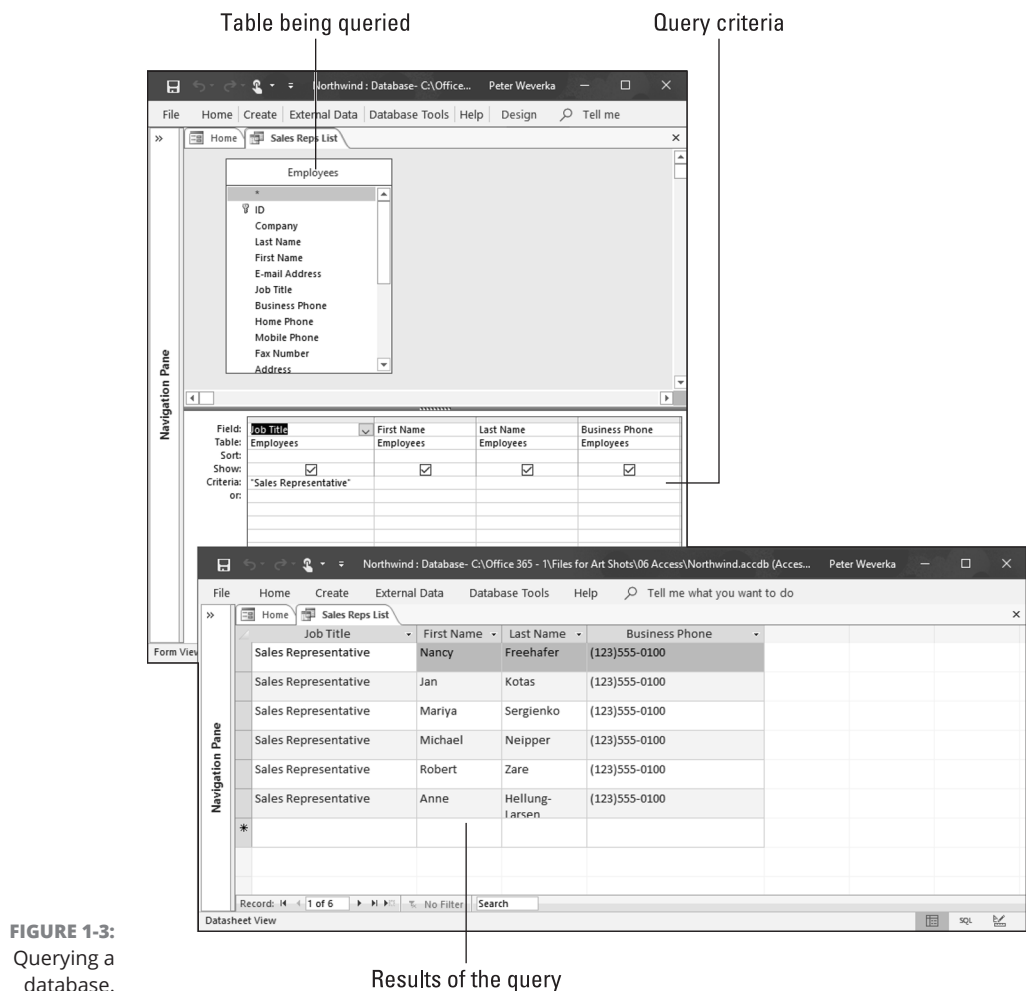 Table being queried
Query criteria
Northwind : Database- C:\Office... Peter Weverka
File Home Create External Data Database Tools Help Design Tell me
» Home Sales Reps List ×
Employees
*
ID
Company
Last Name
First Name
E-mail Address
Job Title
Business Phone
Home Phone
Mobile Phone
Fax Number
Address
Navigation Pane
Field: Job Title First Name Last Name Business Phone
Table: Employees Employees Employees Employees
Sort:
Show:
Criteria: "Sales Representative"
or:
Form View
Northwind : Database- C:\Office 365 - 1\Files for Art Shots\06 Access\Northwind.accdb (Acces... Peter Weverka
File Home Create External Data Database Tools Help Tell me what you want to do
» Home Sales Reps List ×
Job Title First Name Last Name Business Phone
Sales Representative Nancy Freehafer (123)555-0100
Sales Representative Jan Kotas (123)555-0100
Sales Representative Mariya Sergienko (123)555-0100
Sales Representative Michael Neipper (123)555-0100
Sales Representative Robert Zare (123)555-0100
Sales Representative Anne Hellung-
Larsen (123)555-0100
*
Navigation Pane
Record: 1 of 6 No Filter Search
Datasheet View SQL
FIGURE 1-3:
Querying a
database.
Results of the query